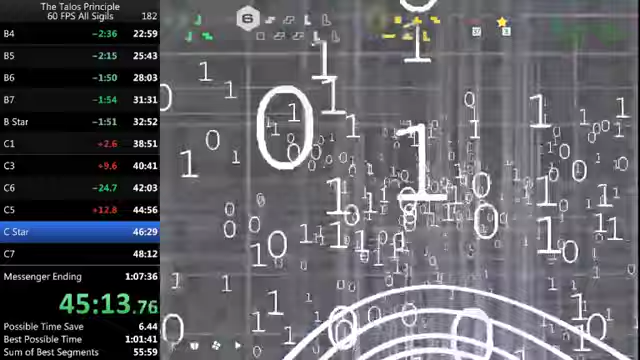 The Talos Principle
60 FPS All Sigils 182
B4 −2:36 22:59
B5 −2:15 25:43
B6 −1:50 28:03
B7 −1:54 31:31
B Star −1:51 32:52
C1 +2.6 38:51
C3 +9.6 40:41
C6 −24.7 42:03
C5 +12.8 44:56
C Star 46:29
C7 48:12
Messenger Ending 1:07:36
45:13.76
Possible Time Save 6.44
Best Possible Time 1:01:41
Sum of Best Segments 55:59
6